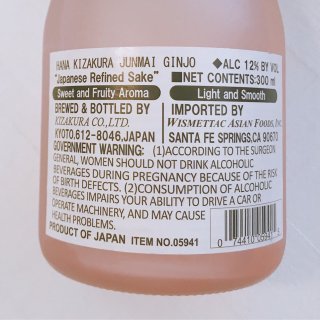 HANA KIZAKURA JUNMAI GINJO ◆ALC 12% BY VOL
"Japanese Refined Sake" ■NET CONTENTS:300 ml
Sweet and Fruity Aroma Light and Smooth
BREWED & BOTTLED BY IMPORTED BY
KIZAKURA CO.,LTD. WISMETTAC ASIAN FOODS, INC.
KYOTO.612-8046,JAPAN SANTA FE SPRINGS,CA 90670
GOVERNMENT WARNING: (1)ACCORDING TO THE SURGEON
GENERAL, WOMEN SHOULD NOT DRINK ALCOHOLIC
BEVERAGES DURING PREGNANCY BECAUSE OF THE RISK
OF BIRTH DEFECTS. (2)CONSUMPTION OF ALCOHOLIC
BEVERAGES IMPAIRS YOUR ABILITY TO DRIVE A CAR OR
OPERATE MACHINERY, AND MAY CAUSE
HEALTH PROBLEMS.
PRODUCT OF JAPAN ITEM NO.05941
0 74410 05941